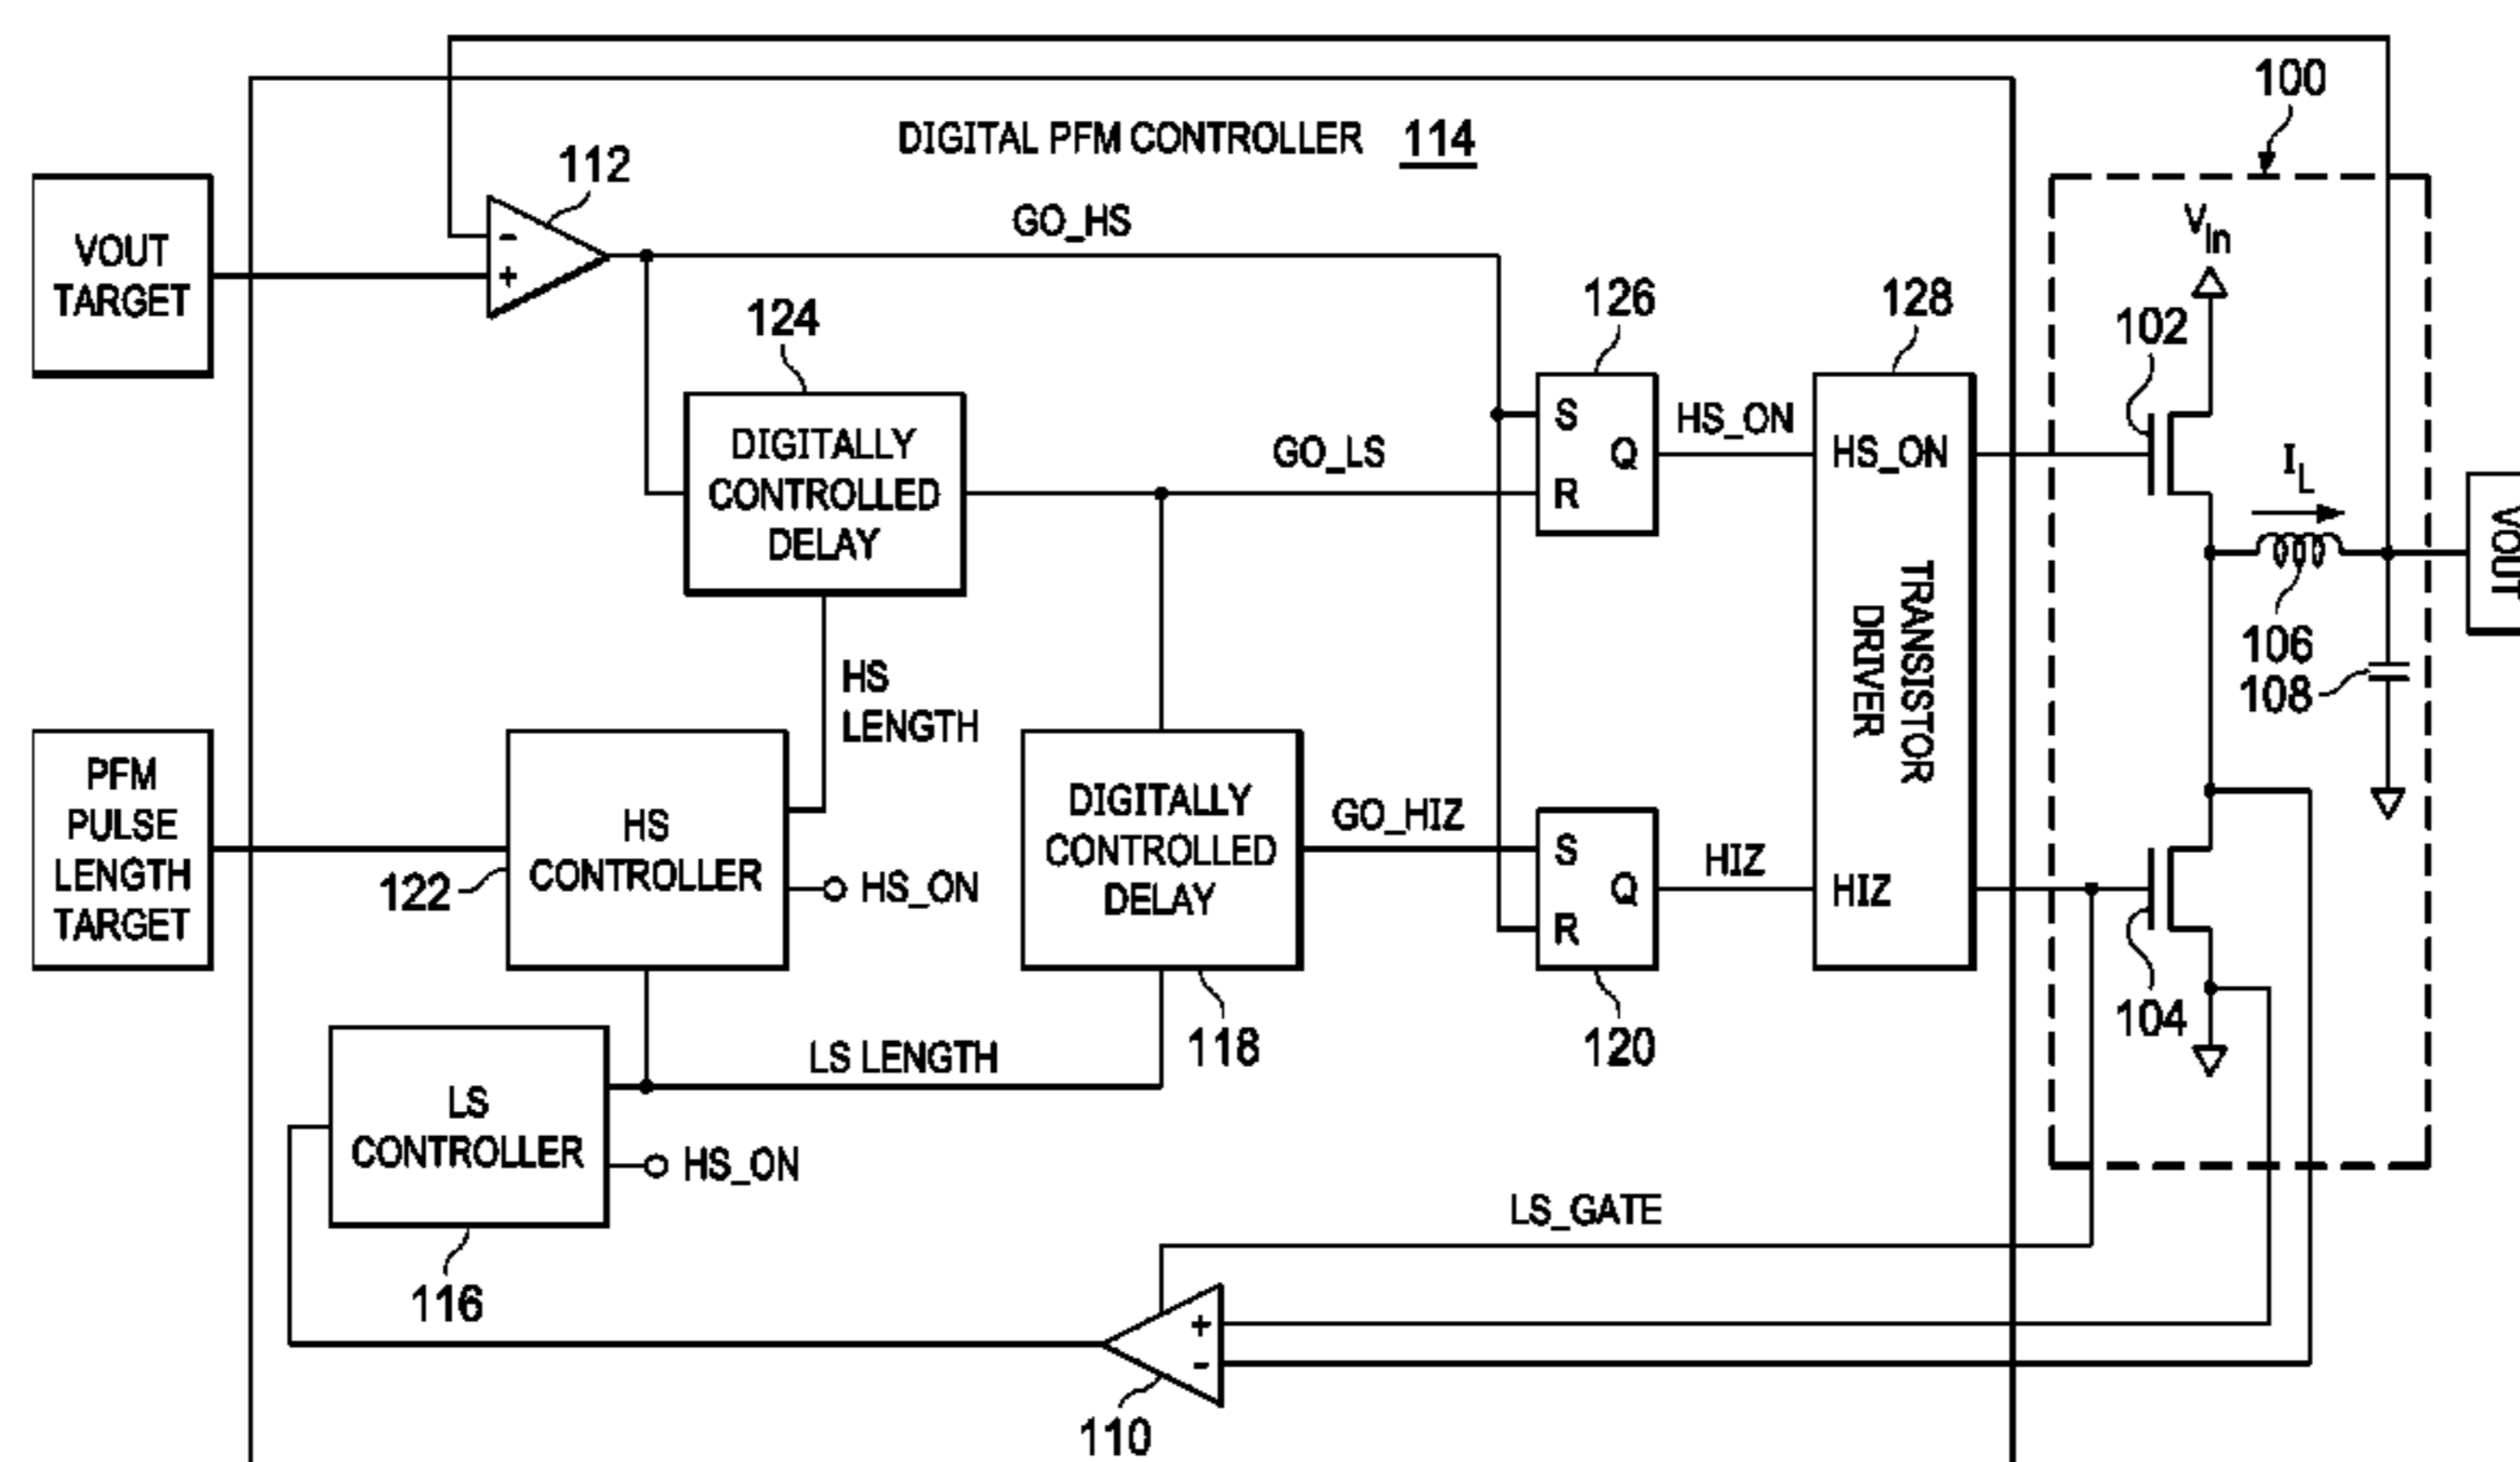 100
DIGITAL PFM CONTROLLER 114
112
VOUT
TARGET
-
+
GO_HS
Vin
124
126
128
102
DIGITALLY
CONTROLLED
DELAY
GO_LS
S
R
Q
HS_ON
HS_ON
TRANSISTOR
DRIVER
IL
VOUT
106
108
HS
LENGTH
PFM
PULSE
LENGTH
TARGET
HS
CONTROLLER
122
HS_ON
DIGITALLY
CONTROLLED
DELAY
GO_HIZ
S
R
Q
HIZ
HIZ
104
118
120
LS LENGTH
LS
CONTROLLER
HS_ON
116
LS_GATE
+
-
110